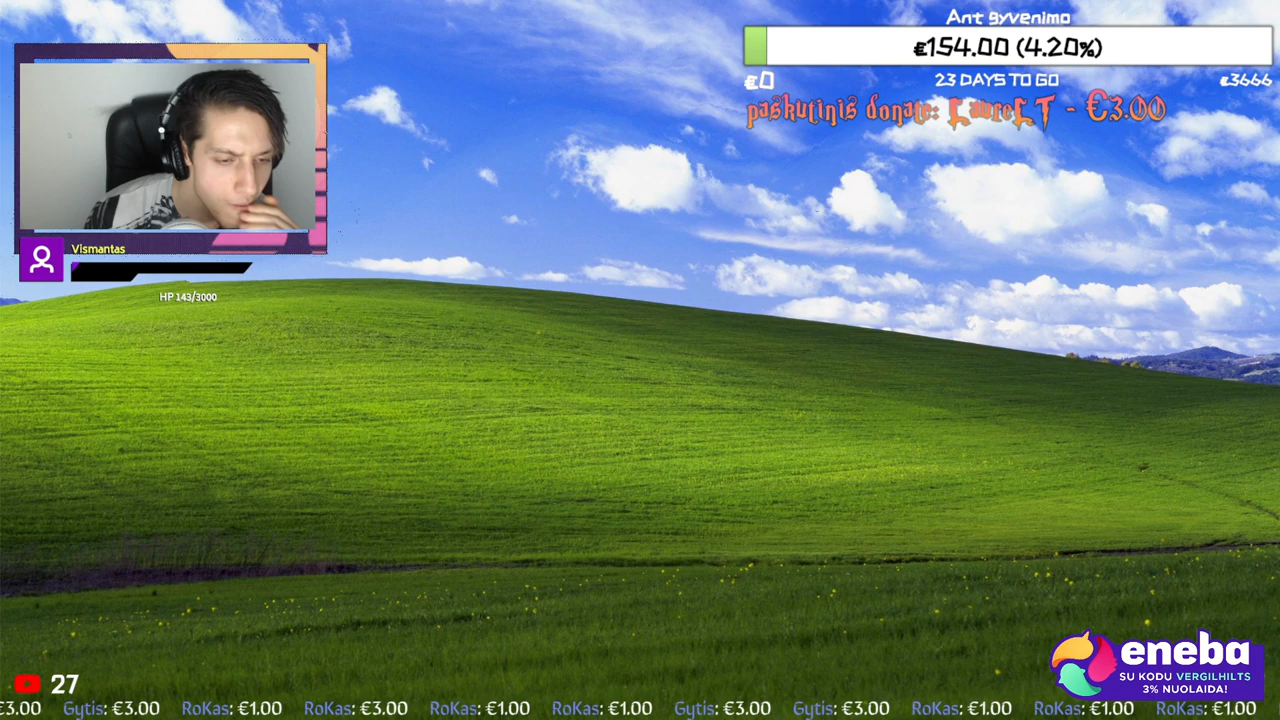 Ant gyvenimo
€154.00 (4.20%)
€0 23 DAYS TO GO €3666
paskutinis donate: LaureLT - €3.00
Vismantas
HP 143/3000
eneba
SU KODU VERGILHILTS
3% NUOLAIDA!
27
€3.00 Gytis: €3.00 RoKas: €1.00 RoKas: €3.00 RoKas: €1.00 RoKas: €1.00 Gytis: €3.00 Gytis: €3.00 RoKas: €1.00 RoKas: €1.00 RoKas: €1.00